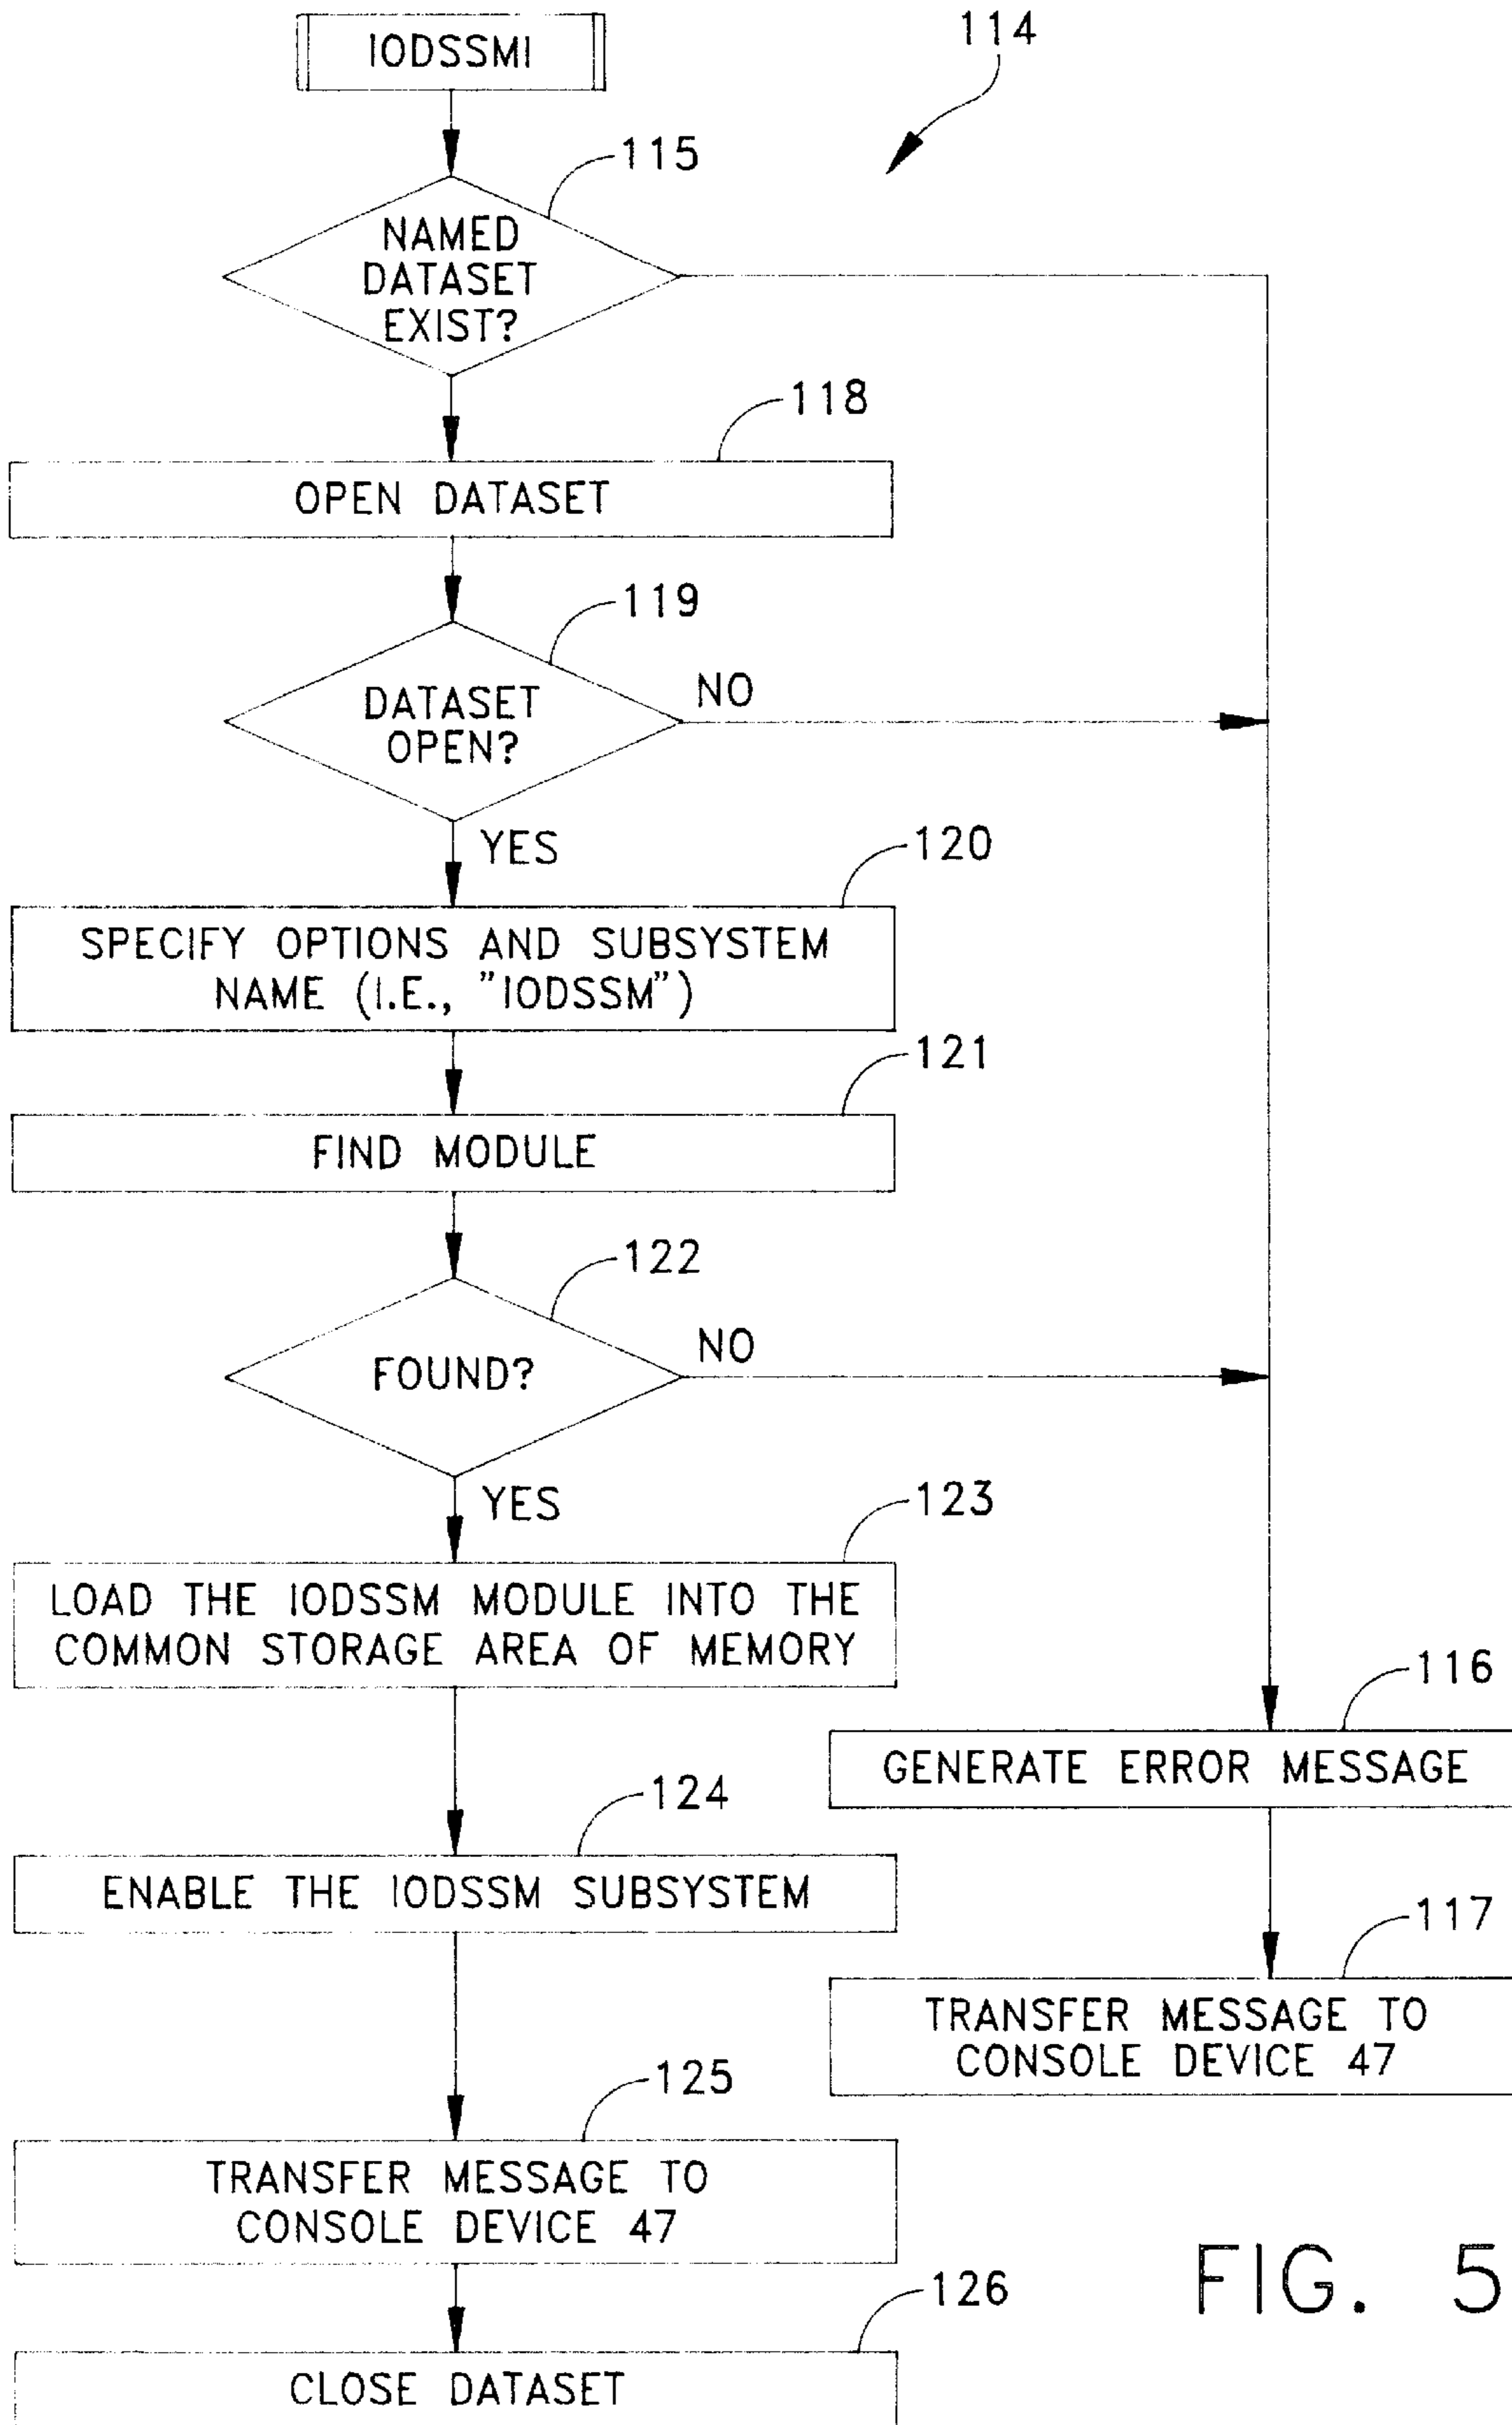 IODSSMI
114
115
NAMED
DATASET
EXIST?
118
OPEN DATASET
119
DATASET
OPEN?
NO
YES
120
SPECIFY OPTIONS AND SUBSYSTEM
NAME (I.E., "IODSSM")
121
FIND MODULE
122
FOUND?
NO
YES
123
LOAD THE IODSSM MODULE INTO THE
COMMON STORAGE AREA OF MEMORY
116
GENERATE ERROR MESSAGE
124
ENABLE THE IODSSM SUBSYSTEM
117
TRANSFER MESSAGE TO
CONSOLE DEVICE 47
125
TRANSFER MESSAGE TO
CONSOLE DEVICE 47
126
CLOSE DATASET
FIG. 5